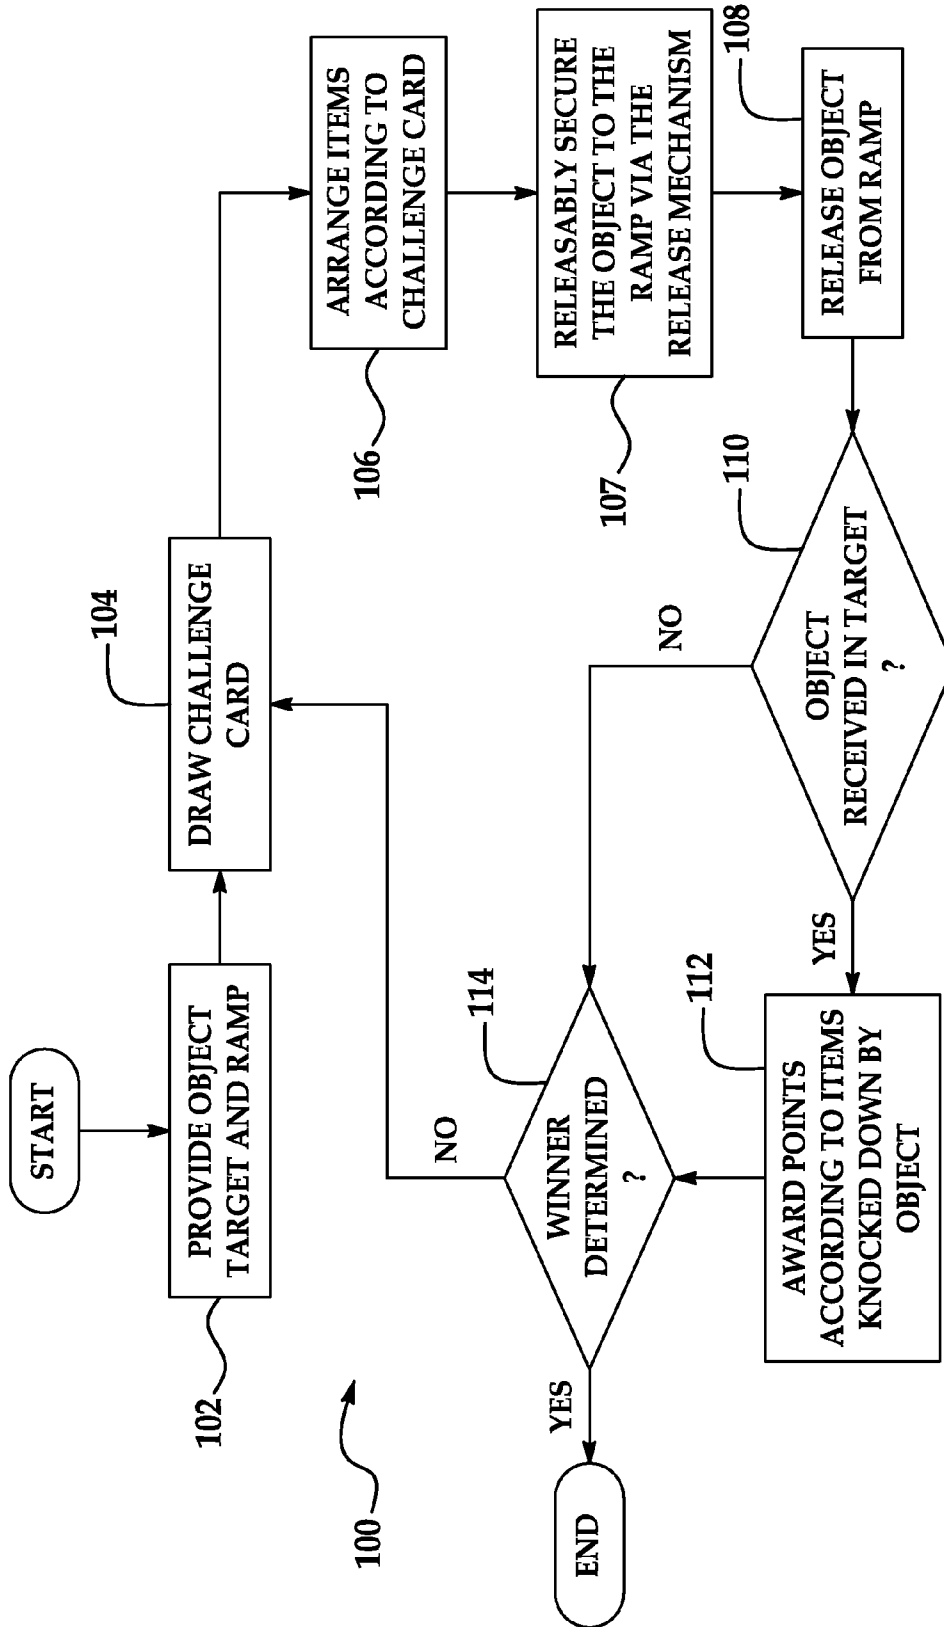 START
PROVIDE OBJECT
TARGET AND RAMP
102
DRAW CHALLENGE
CARD
104
ARRANGE ITEMS
ACCORDING TO
CHALLENGE CARD
106
RELEASABLY SECURE
THE OBJECT TO THE
RAMP VIA THE
RELEASE MECHANISM
107
RELEASE OBJECT
FROM RAMP
108
OBJECT
RECEIVED IN TARGET
?
110
NO
YES
AWARD POINTS
ACCORDING TO ITEMS
KNOCKED DOWN BY
OBJECT
112
WINNER
DETERMINED
?
114
NO
YES
END
100